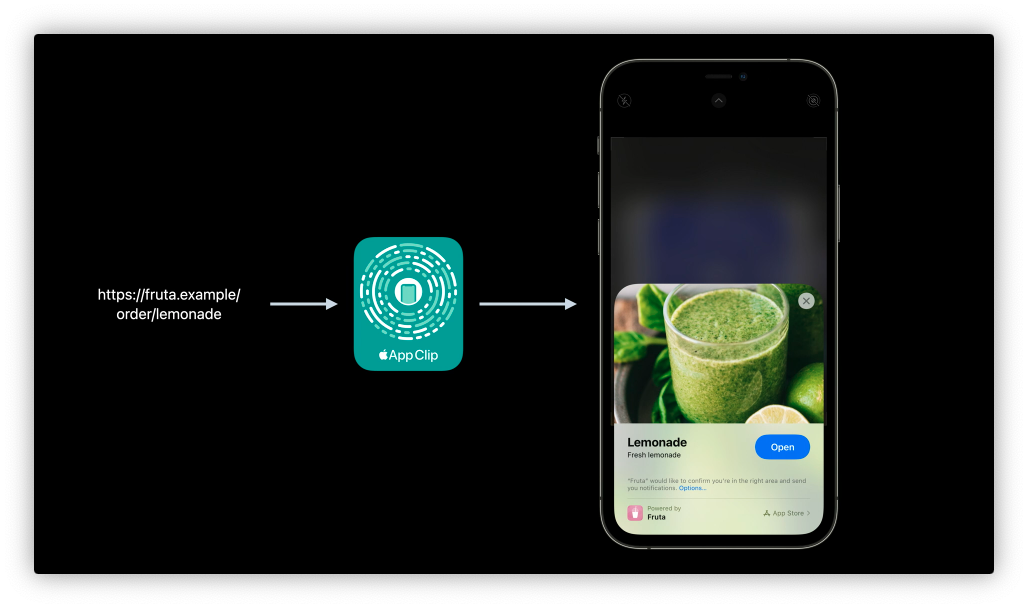 https://fruta.example/
order/lemonade
App Clip
Lemonade
Fresh lemonade
Open
"Fruta" would like to confirm you're in the right area and send
you notifications. Options...
Powered by
Fruta
App Store